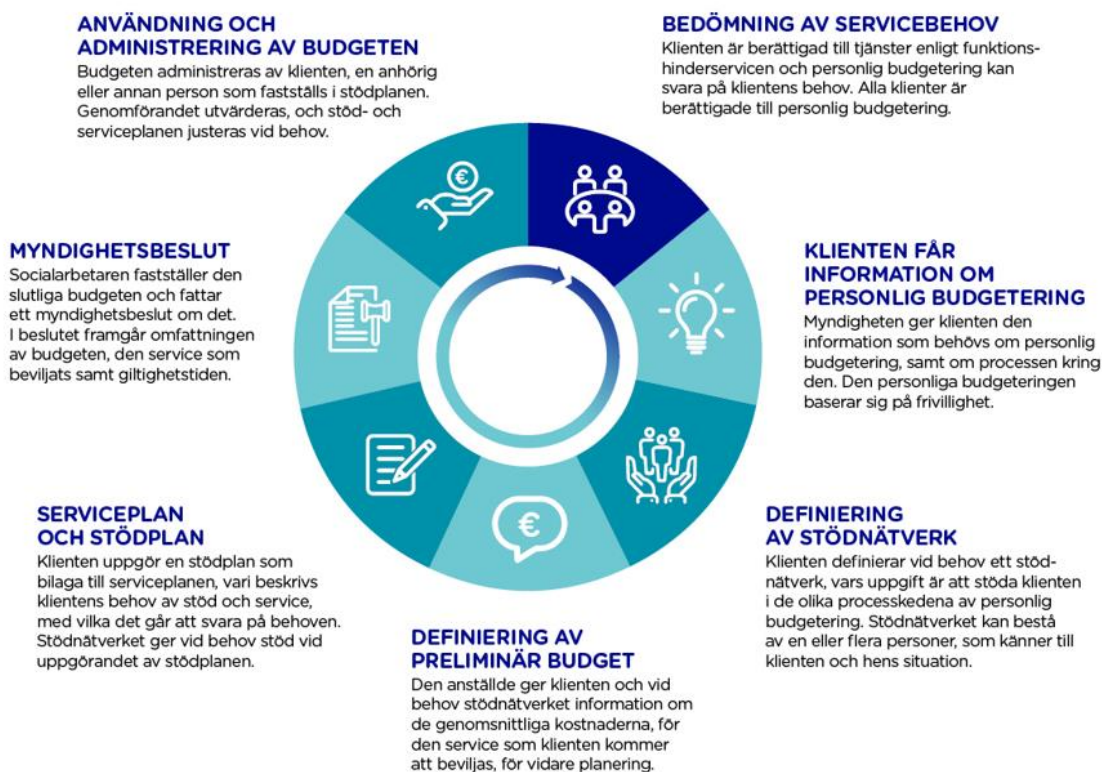 BEDÖMNING AV SERVICEBEHOV
Klienten är berättigad till tjänster enligt funktions-
hinderservicen och personlig budgetering kan
svara på klientens behov. Alla klienter är
berättigade till personlig budgetering.
KLIENTEN FÅR
INFORMATION OM
PERSONLIG BUDGETERING
Myndigheten ger klienten den
information som behövs om personlig
budgetering, samt om processen kring
den. Den personliga budgeteringen
baserar sig på frivillighet.
DEFINIERING
AV STÖDNÄTVERK
Klienten definierar vid behov ett stöd-
nätverk, vars uppgift är att stöda klienten
i de olika processkedena av personlig
budgetering. Stödnätverket kan bestå
av en eller flera personer, som känner till
klienten och hens situation.
DEFINIERING AV
PRELIMINÄR BUDGET
Den anställde ger klienten och vid
behov stödnätverket information om
de genomsnittliga kostnaderna, för
den service som klienten kommer
att beviljas, för vidare planering.
SERVICEPLAN
OCH STÖDPLAN
Klienten uppgör en stödplan som
bilaga till serviceplanen, vari beskrivs
klientens behov av stöd och service,
med vilka det går att svara på behoven.
Stödnätverket ger vid behov stöd vid
uppgörandet av stödplanen.
MYNDIGHETSBESLUT
Socialarbetaren fastställer den
slutliga budgeten och fattar
ett myndighetsbeslut om det.
I beslutet framgår omfattningen
av budgeten, den service som
beviljats samt giltighetstiden.
ANVÄNDNING OCH
ADMINISTRERING AV BUDGETEN
Budgeten administreras av klienten, en anhörig
eller annan person som fastställs i stödplanen.
Genomförandet utvärderas, och stöd- och
serviceplanen justeras vid behov.
€
€